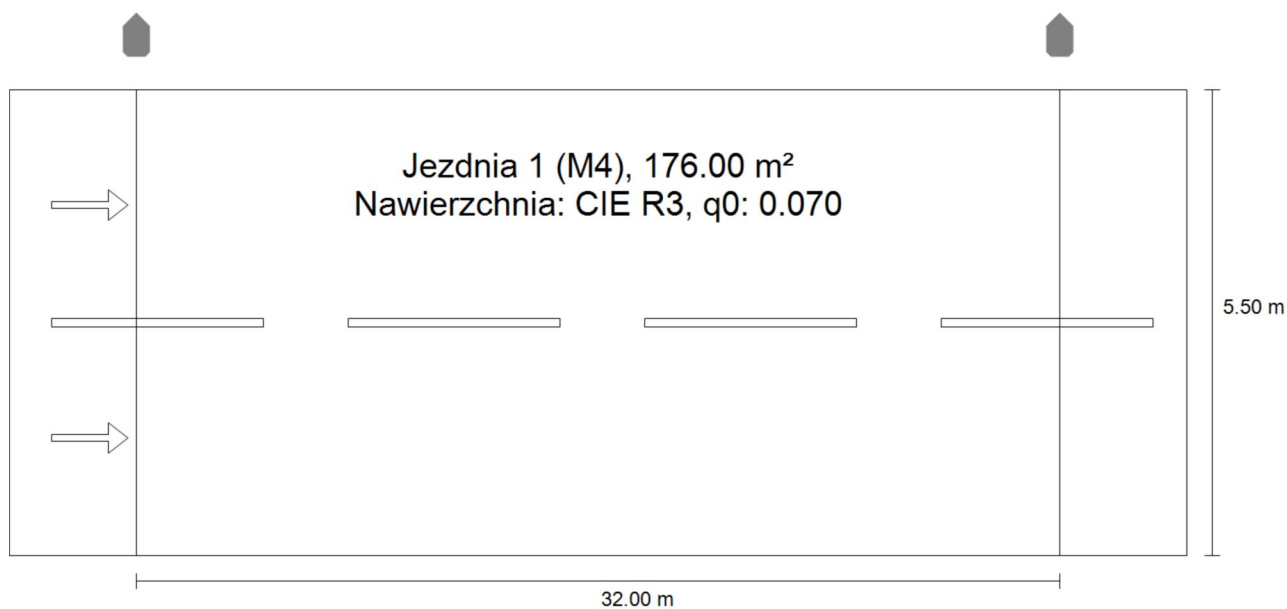 Jezdnia 1 (M4), 176.00 m²
Nawierzchnia: CIE R3, q0: 0.070
5.50 m
32.00 m